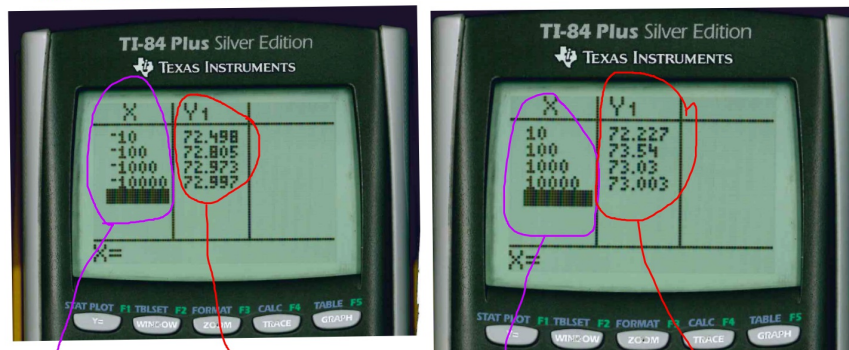 TI-84 Plus Silver Edition
TEXAS INSTRUMENTS
X Y1
-10 72.498
-100 72.805
-1000 72.973
-10000 72.997
X=
STAT PLOT F1 TBLSET F2 FORMAT F3 CALC F4 TABLE F5
Y= WINDOW ZOOM TRACE GRAPH
TI-84 Plus Silver Edition
TEXAS INSTRUMENTS
X Y1
10 72.227
100 73.54
1000 73.03
10000 73.003
X=
STAT PLOT F1 TBLSET F2 FORMAT F3 CALC F4 TABLE F5
Y= WINDOW ZOOM TRACE GRAPH